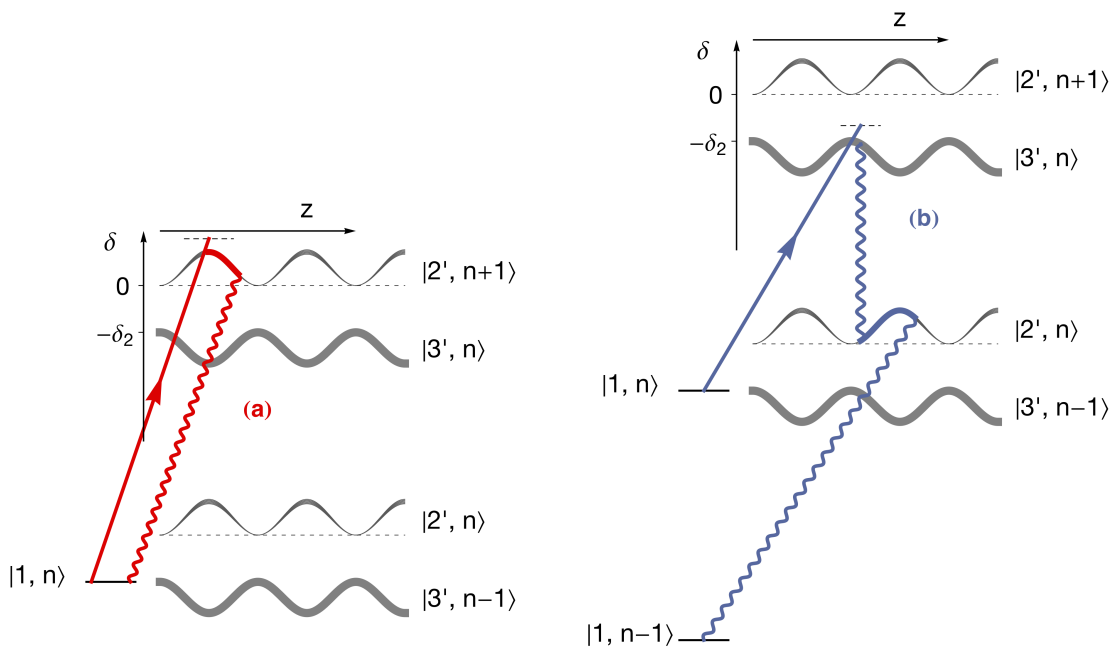 z
δ
|2', n+1⟩
0
-δ₂
|3', n⟩
(a)
|2', n⟩
|1, n⟩
|3', n-1⟩
z
δ
|2', n+1⟩
0
-δ₂
|3', n⟩
(b)
|2', n⟩
|1, n⟩
|3', n-1⟩
|1, n-1⟩